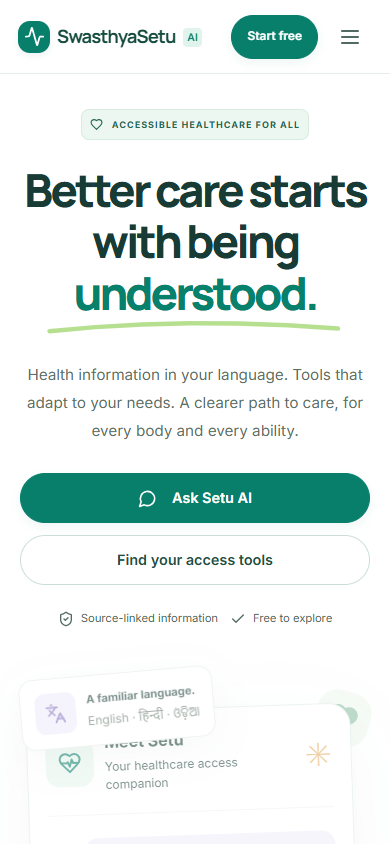 SwasthyaSetu AI
Start free
ACCESSIBLE HEALTHCARE FOR ALL
Better care starts
with being
understood.
Health information in your language. Tools that
adapt to your needs. A clearer path to care, for
every body and every ability.
Ask Setu AI
Find your access tools
Source-linked information
Free to explore
A familiar language.
English · हिन्दी · ଓଡ଼ିଆ
Meet Setu
Your healthcare access
companion